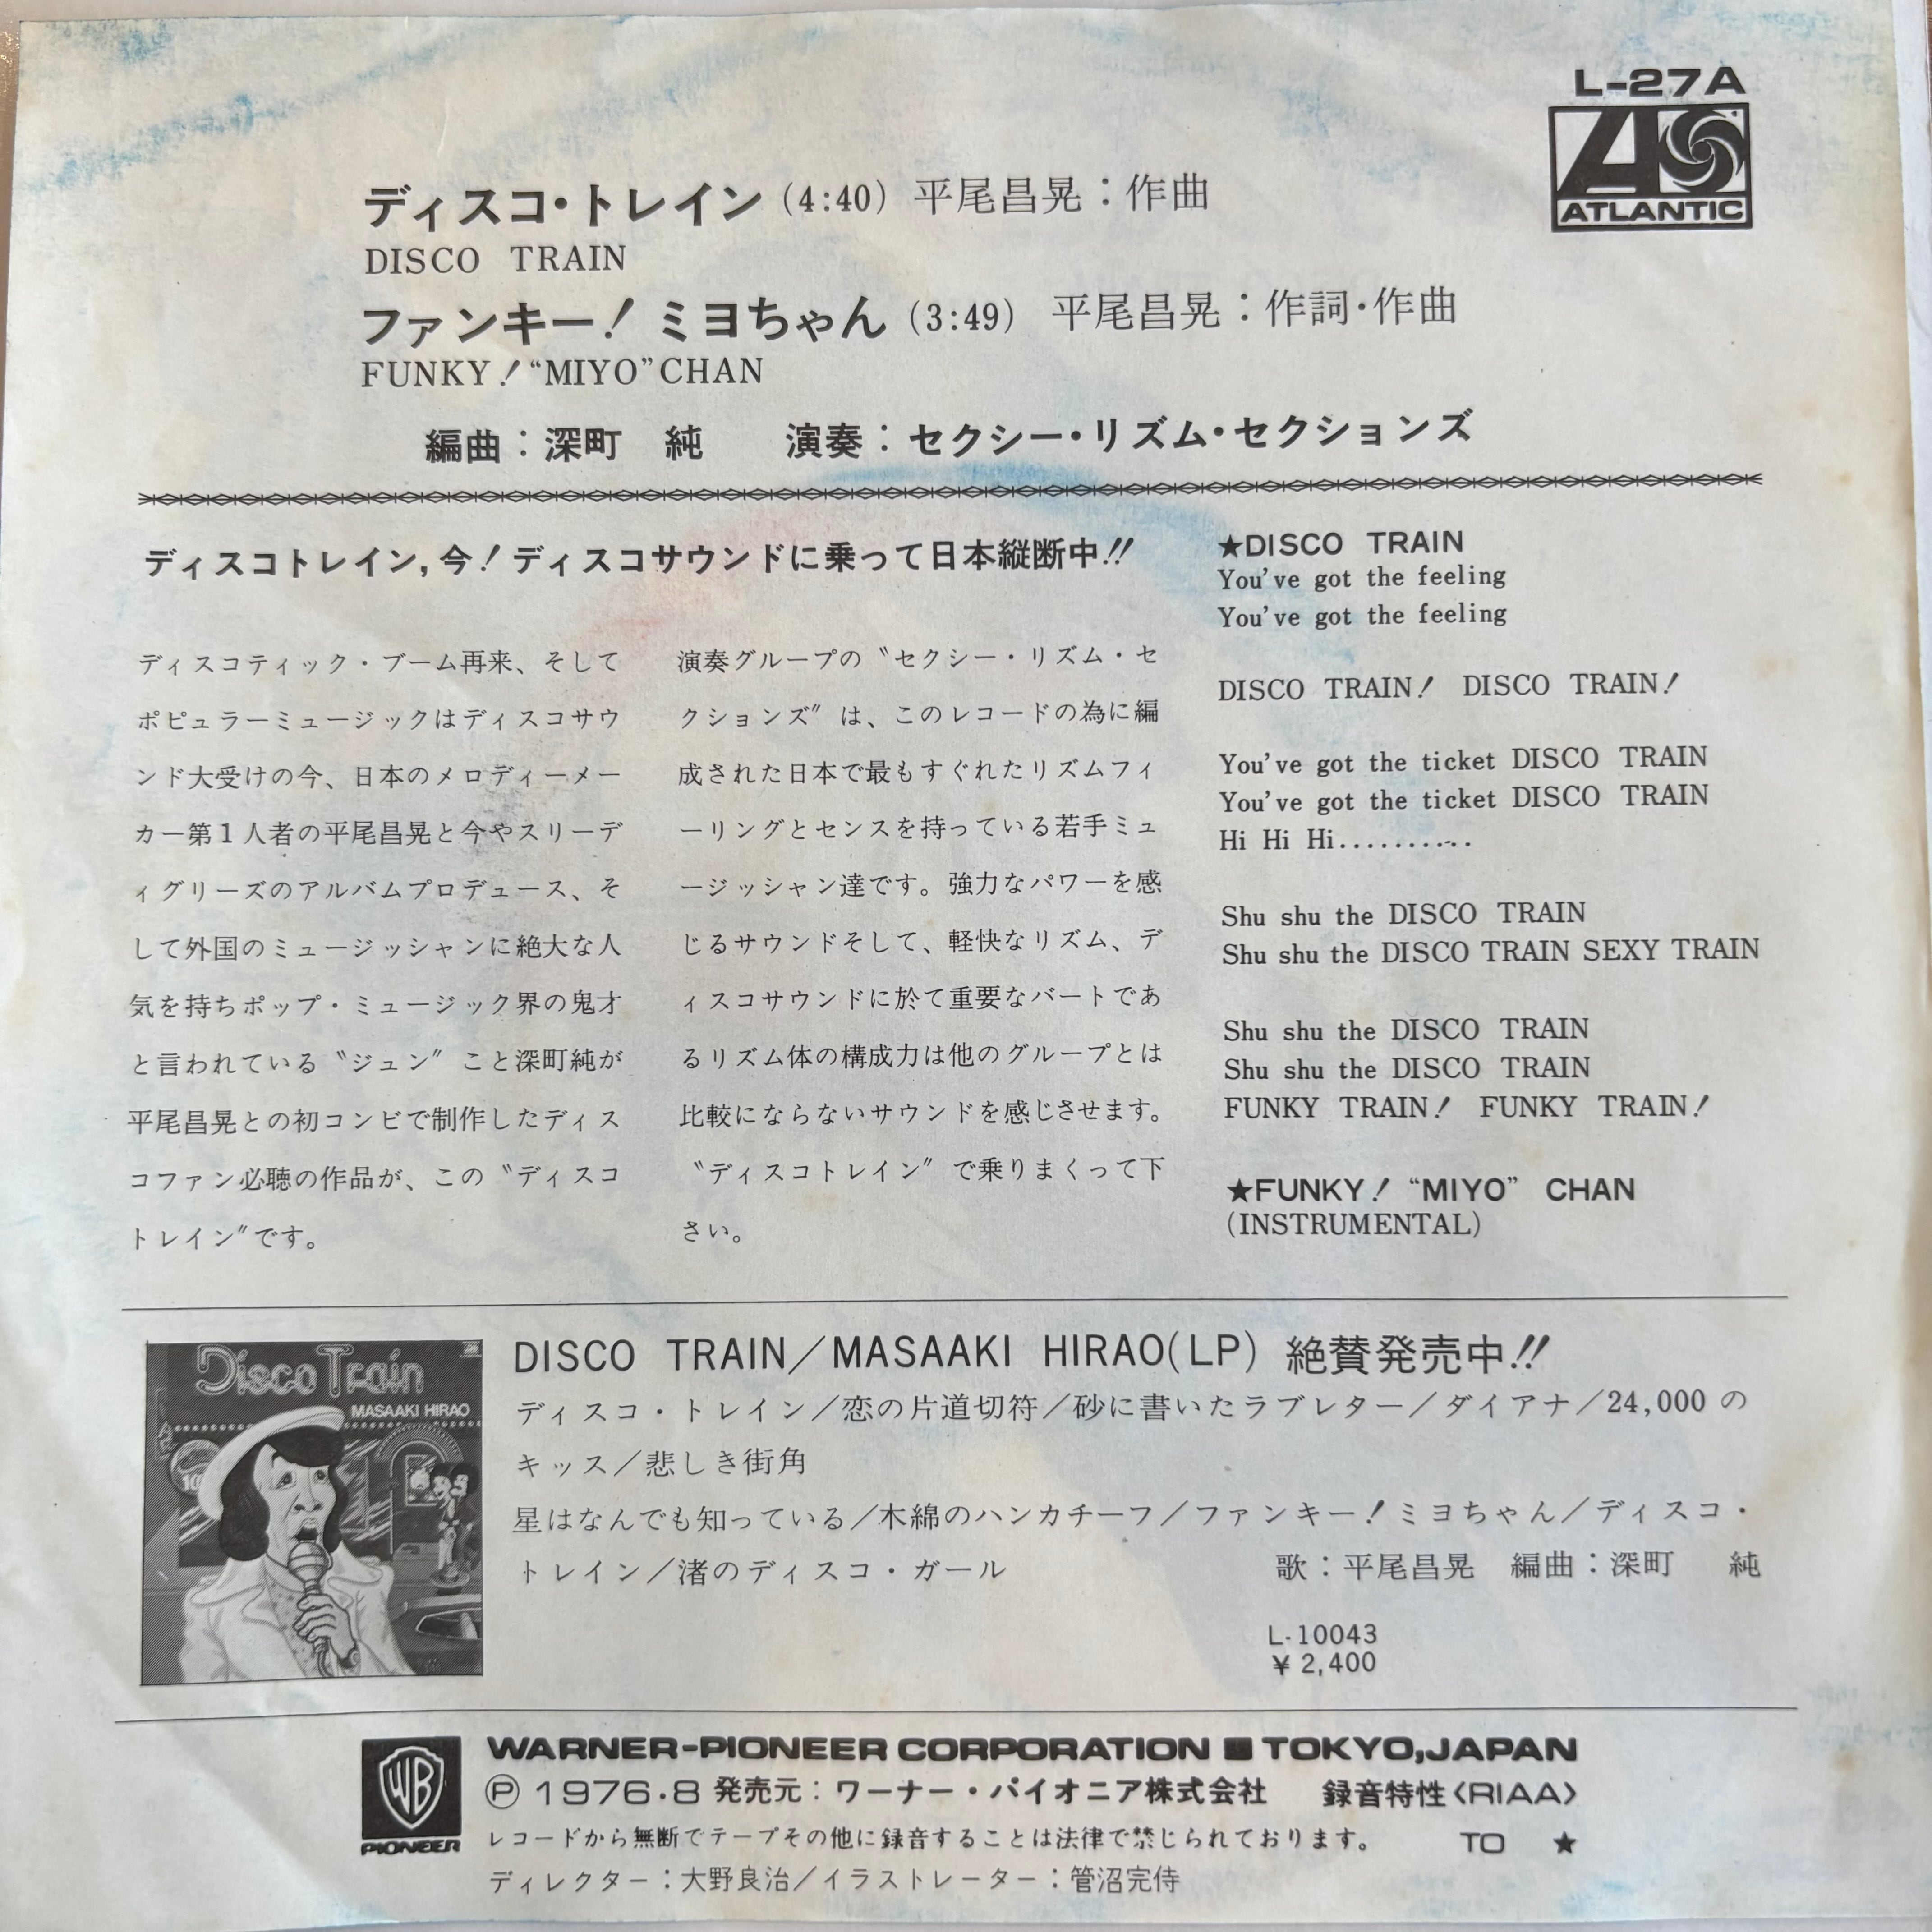 L-27A
ATLANTIC
ディスコ・トレイン(4:40) 平尾昌晃：作曲
DISCO TRAIN
ファンキー！ミヨちゃん(3:49) 平尾昌晃：作詞・作曲
FUNKY！“MIYO”CHAN
編曲：深町 純 演奏：セクシー・リズム・セクションズ
ディスコトレイン,今！ディスコサウンドに乗って日本縦断中!!
ディスコティック・ブーム再来、そして
ポピュラーミュージックはディスコサウ
ンド大受けの今、日本のメロディーメー
カー第1人者の平尾昌晃と今やスリーデ
ィグリーズのアルバムプロデュース、そ
して外国のミュージッシャンに絶大な人
気を持ちポップ・ミュージック界の鬼才
と言われている〝ジュン〞こと深町純が
平尾昌晃との初コンビで制作したディス
コファン必聴の作品が、この〝ディスコ
トレイン〞です。
演奏グループの〝セクシー・リズム・セ
クションズ〞は、このレコードの為に編
成された日本で最もすぐれたリズムフィ
ーリングとセンスを持っている若手ミュ
ージッシャン達です。強力なパワーを感
じるサウンドそして、軽快なリズム、デ
ィスコサウンドに於て重要なパートであ
るリズム体の構成力は他のグループとは
比較にならないサウンドを感じさせます。
〝ディスコトレイン〞で乗りまくって下
さい。
★DISCO TRAIN
You've got the feeling
You've got the feeling
DISCO TRAIN！ DISCO TRAIN！
You've got the ticket DISCO TRAIN
You've got the ticket DISCO TRAIN
Hi Hi Hi...........
Shu shu the DISCO TRAIN
Shu shu the DISCO TRAIN SEXY TRAIN
Shu shu the DISCO TRAIN
Shu shu the DISCO TRAIN
FUNKY TRAIN！ FUNKY TRAIN！
★FUNKY！ “MIYO” CHAN
(INSTRUMENTAL)
Disco Train
MASAAKI HIRAO
DISCO TRAIN／MASAAKI HIRAO(LP) 絶賛発売中!!
ディスコ・トレイン／恋の片道切符／砂に書いたラブレター／ダイアナ／24,000の
キッス／悲しき街角
星はなんでも知っている／木綿のハンカチーフ／ファンキー！ミヨちゃん／ディスコ・
トレイン／渚のディスコ・ガール 歌：平尾昌晃 編曲：深町 純
L-10043
¥2,400
WB
PIONEER
WARNER-PIONEER CORPORATION ■ TOKYO,JAPAN
Ⓟ1976・8 発売元：ワーナー・パイオニア株式会社 録音特性〈RIAA〉
レコードから無断でテープその他に録音することは法律で禁じられております。 TO ★
ディレクター：大野良治／イラストレーター：管沼完侍